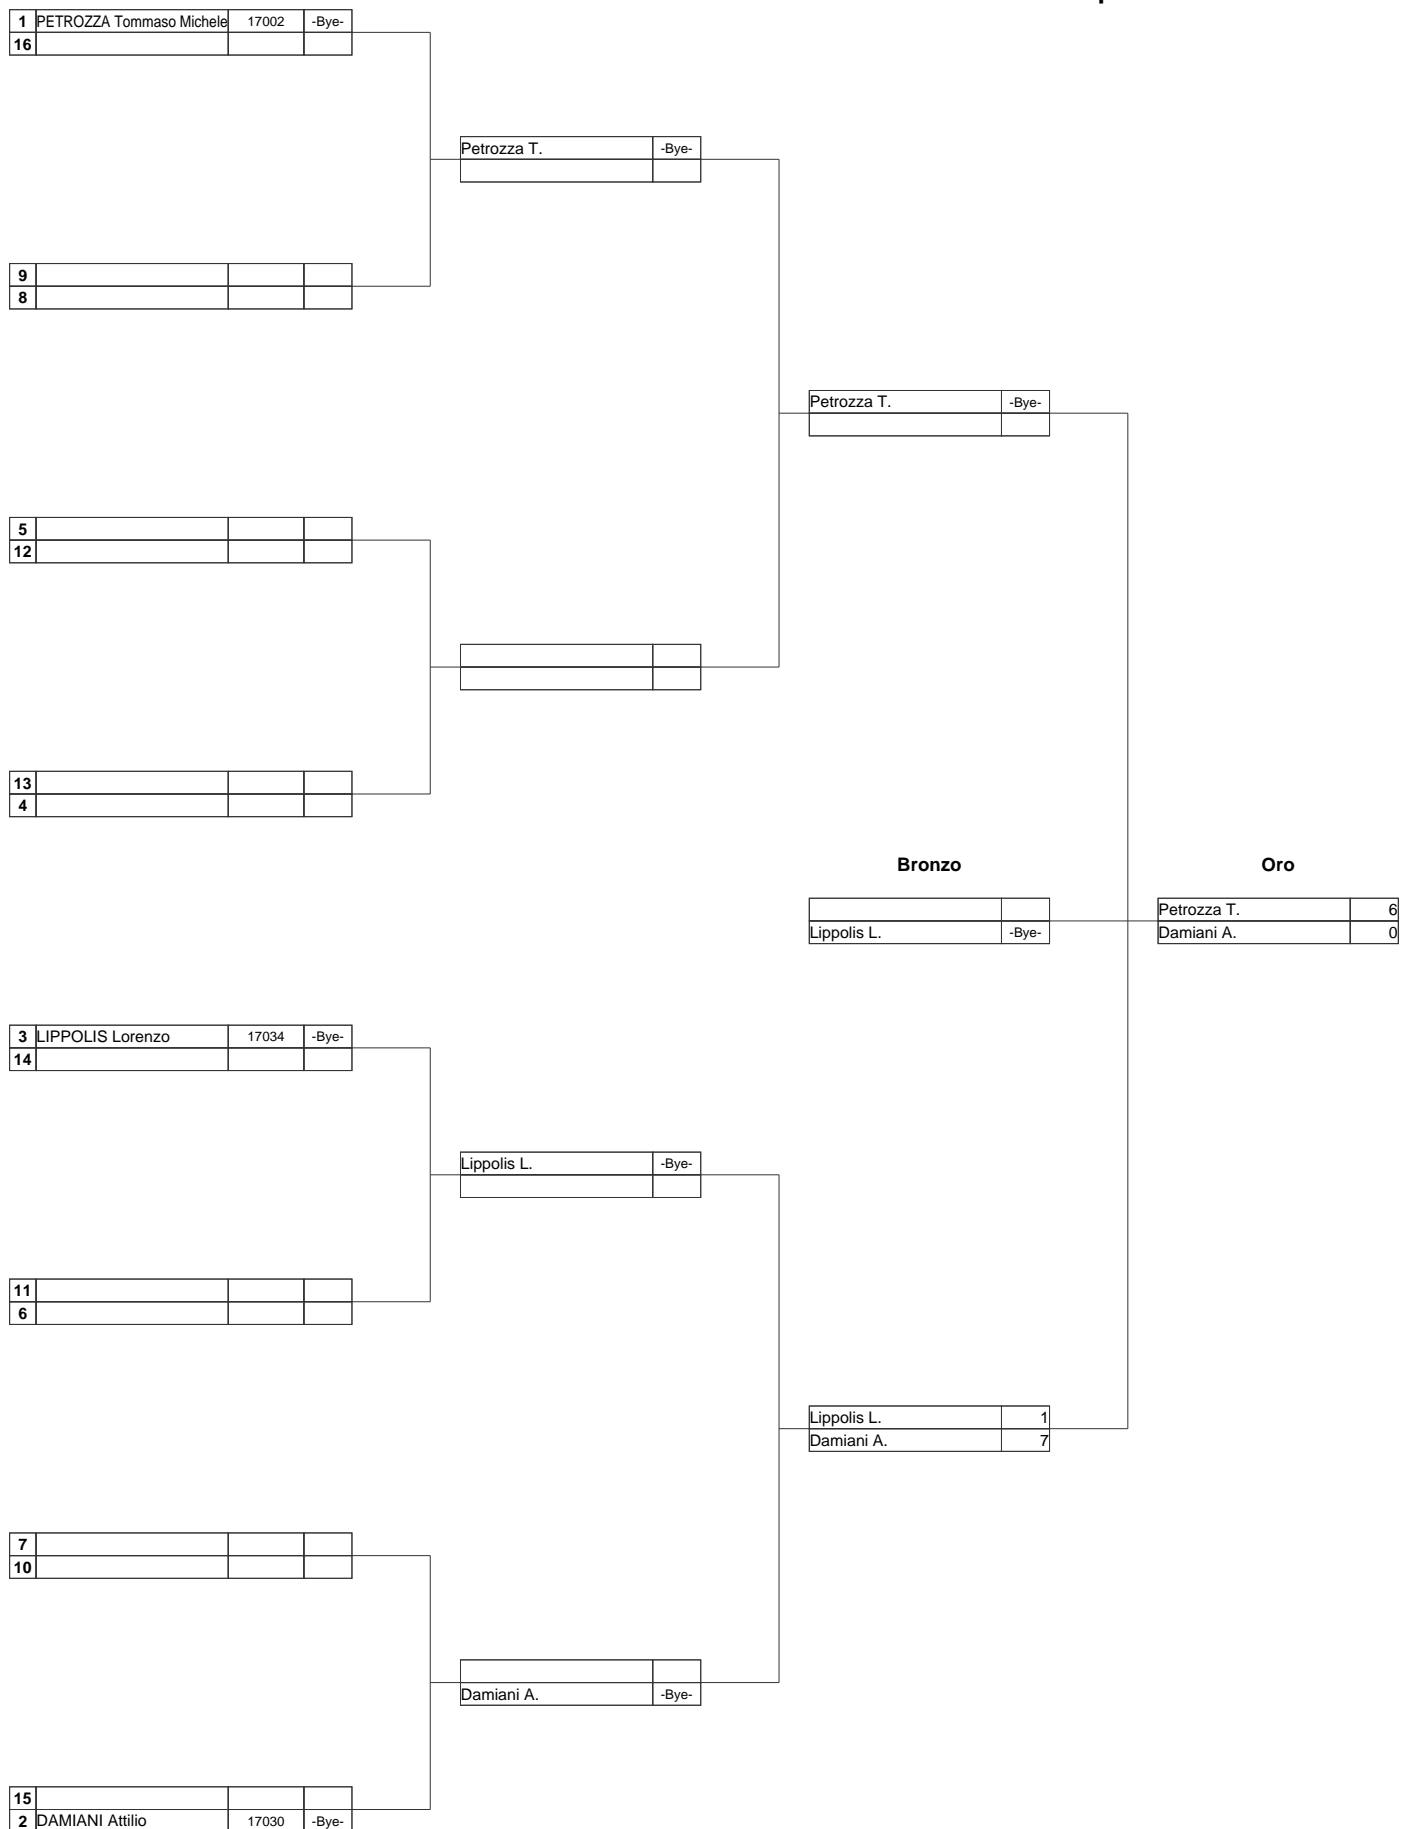 1 PETROZZA Tommaso Michele 17002 -Bye-
16
Petrozza T. -Bye-
9
8
Petrozza T. -Bye-
5
12
13
4
Bronzo Oro
Petrozza T. 6
Lippolis L. -Bye- Damiani A. 0
3 LIPPOLIS Lorenzo 17034 -Bye-
14
Lippolis L. -Bye-
11
6
Lippolis L. 1
Damiani A. 7
7
10
Damiani A. -Bye-
15
2 DAMIANI Attilio 17030 -Bye-